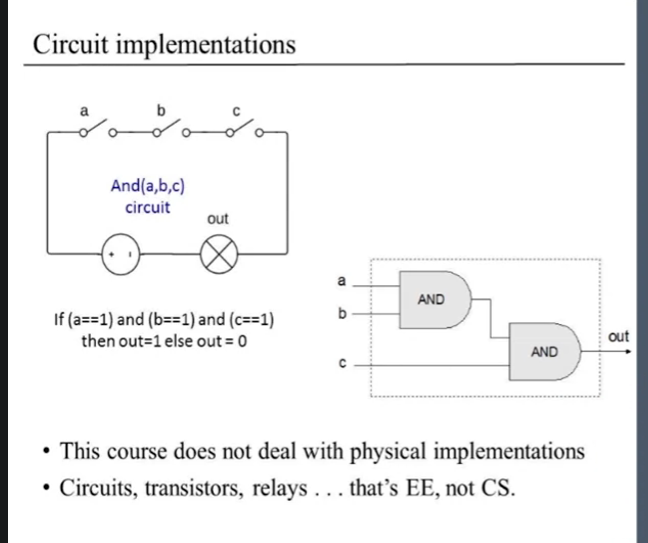 Circuit implementations
a b c
And(a,b,c)
circuit
out
+ ı
If (a==1) and (b==1) and (c==1)
then out=1 else out = 0
a
b
c
AND
AND
out
• This course does not deal with physical implementations
• Circuits, transistors, relays . . . that’s EE, not CS.